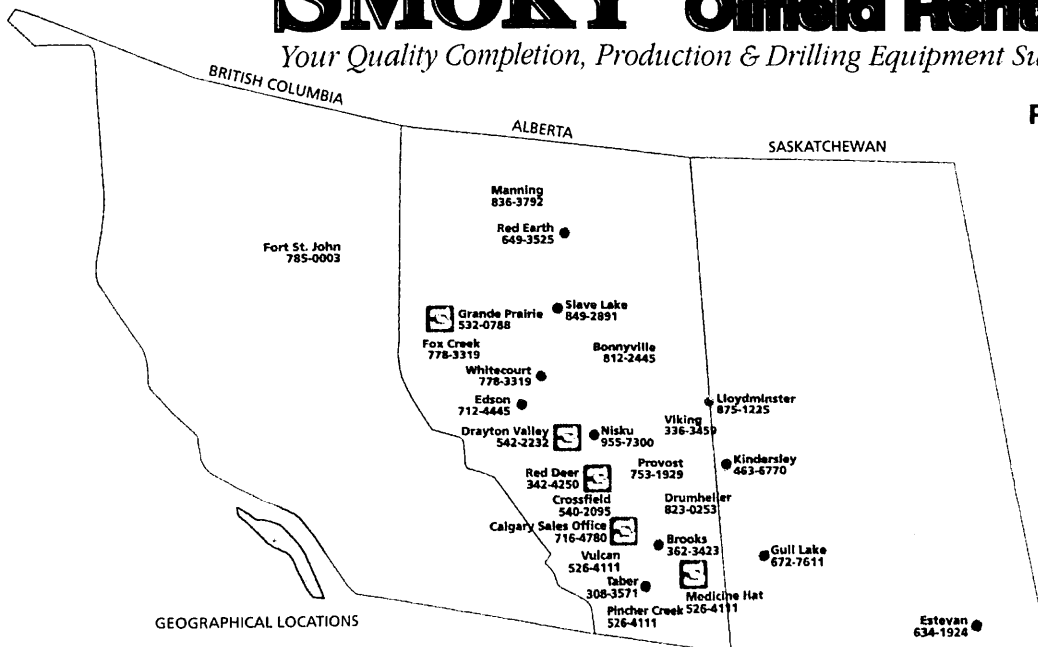 SMOKY Oilfield
Your Quality Completion, Production & Drilling Equipment
BRITISH COLUMBIA
ALBERTA
SASKATCHEWAN
Manning
836-3792
Red Earth
649-3525
Fort St. John
785-0003
Slave Lake
849-2891
Grande Prairie
532-0788
Fox Creek
778-3319
Bonnyville
812-2445
Whitecourt
778-3319
Edson
712-4445
Lloydminster
875-1225
Viking
336-3459
Drayton Valley
542-2232
Nisku
955-7300
Kindersley
463-6770
Provost
753-1929
Red Deer
342-4250
Crossfield
540-2095
Drumheller
823-0253
Calgary Sales Office
716-4780
Brooks
362-3423
Gull Lake
672-7611
Vulcan
526-4111
Taber
308-3571
Medicine Hat
526-4111
Pincher Creek
526-4111
GEOGRAPHICAL LOCATIONS
Estevan
634-1924